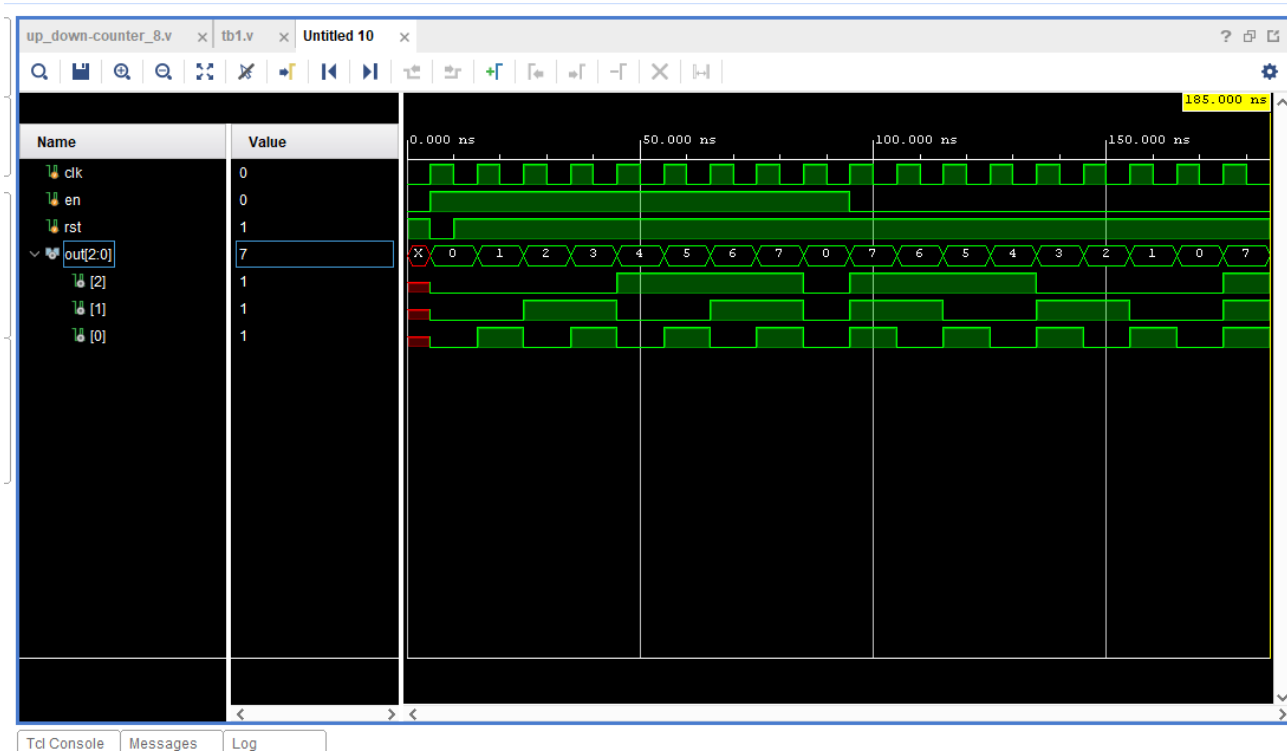 up_down-counter_8.v × tb1.v × Untitled 10 ×
185.000 ns
Name Value
0.000 ns 50.000 ns 100.000 ns 150.000 ns
clk 0
en 0
rst 1
out[2:0] 7 X 0 1 2 3 4 5 6 7 0 7 6 5 4 3 2 1 0 7
[2] 1
[1] 1
[0] 1
Tcl Console Messages Log